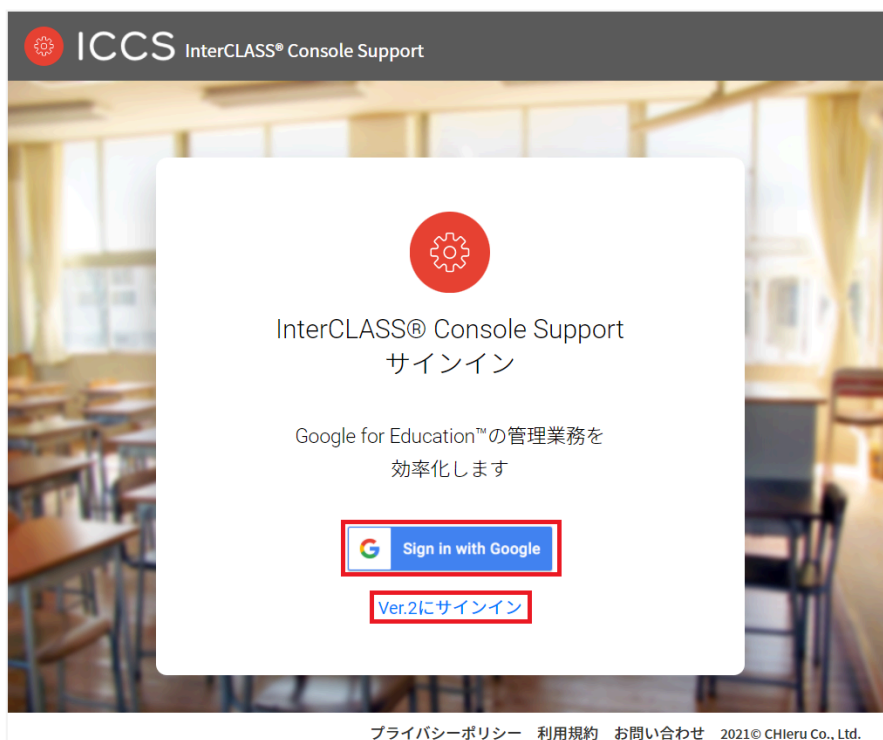 ICCS InterCLASS® Console Support
InterCLASS® Console Support
サインイン
Google for Education™の管理業務を
効率化します
Sign in with Google
Ver.2にサインイン
プライバシーポリシー 利用規約 お問い合わせ 2021© CHIeru Co., Ltd.